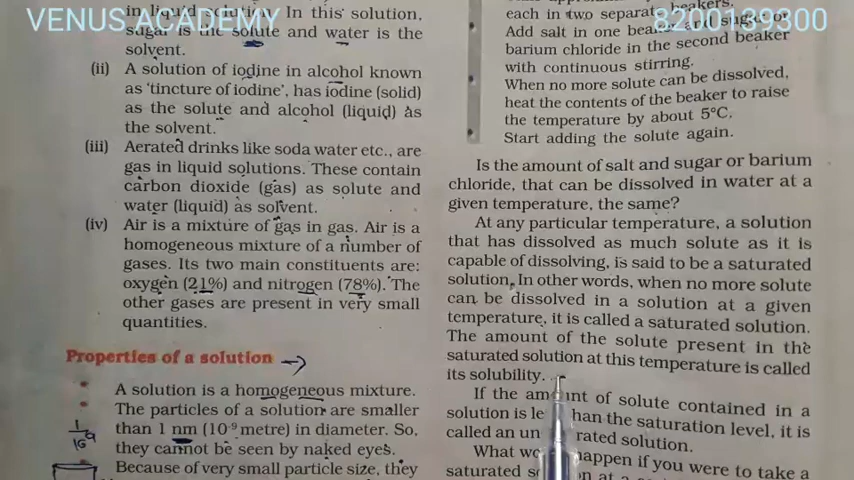 VENUS ACADEMY
8200139300
in liquid solution. In this solution,
sugar is the solute and water is the
solvent.
(ii) A solution of iodine in alcohol known
as ‘tincture of iodine’, has iodine (solid)
as the solute and alcohol (liquid) as
the solvent.
(iii) Aerated drinks like soda water etc., are
gas in liquid solutions. These contain
carbon dioxide (gas) as solute and
water (liquid) as solvent.
(iv) Air is a mixture of gas in gas. Air is a
homogeneous mixture of a number of
gases. Its two main constituents are:
oxygen (21%) and nitrogen (78%). The
other gases are present in very small
quantities.
Properties of a solution
• A solution is a homogeneous mixture.
• The particles of a solution are smaller
than 1 nm (10⁻⁹ metre) in diameter. So,
they cannot be seen by naked eyes.
• Because of very small particle size, they
each in two separate beakers.
Add salt in one beaker and sugar or
barium chloride in the second beaker
with continuous stirring.
• When no more solute can be dissolved,
heat the contents of the beaker to raise
the temperature by about 5°C.
• Start adding the solute again.
Is the amount of salt and sugar or barium
chloride, that can be dissolved in water at a
given temperature, the same?
At any particular temperature, a solution
that has dissolved as much solute as it is
capable of dissolving, is said to be a saturated
solution. In other words, when no more solute
can be dissolved in a solution at a given
temperature, it is called a saturated solution.
The amount of the solute present in the
saturated solution at this temperature is called
its solubility.
If the amount of solute contained in a
solution is le han the saturation level, it is
called an un rated solution.
What wo happen if you were to take a
saturated s n at a